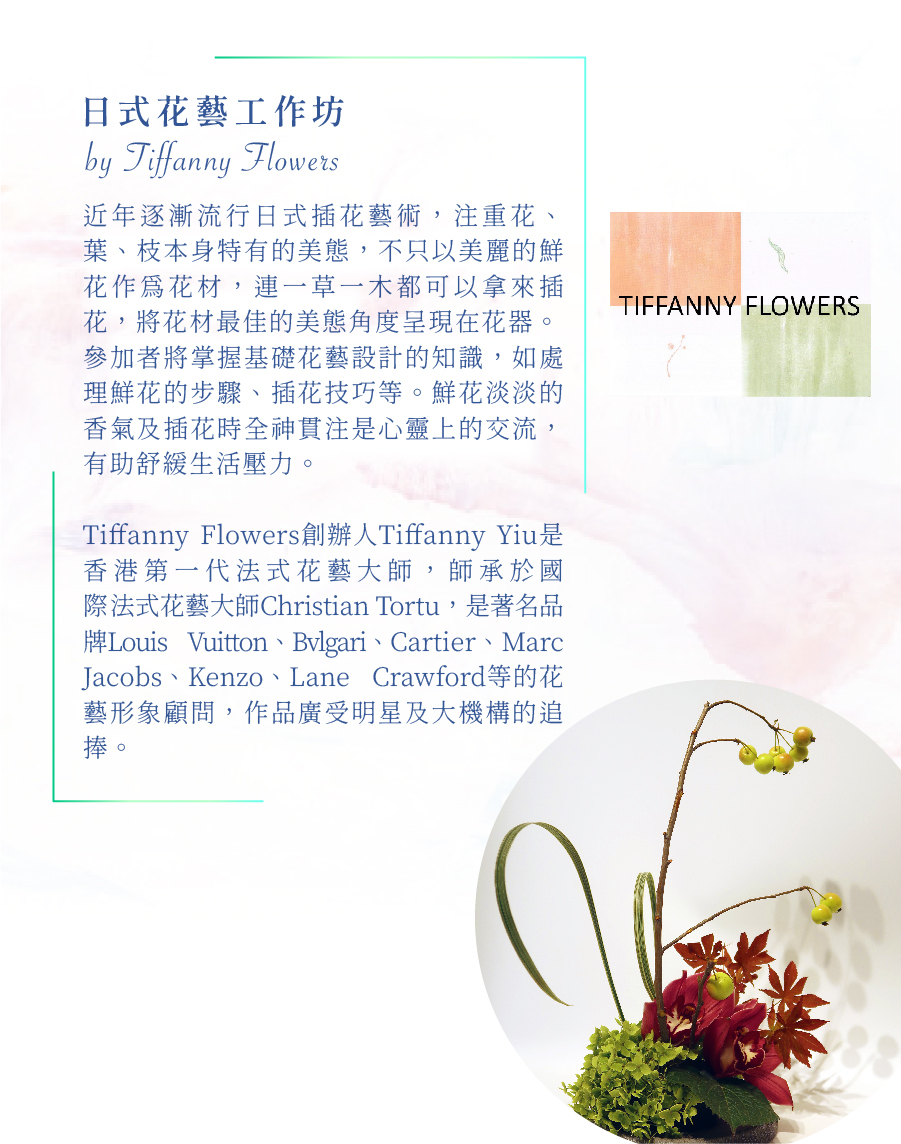 日式花藝工作坊
by Tiffanny Flowers
近年逐漸流行日式插花藝術，注重花、
葉、枝本身特有的美態，不只以美麗的鮮
花作爲花材，連一草一木都可以拿來插
花，將花材最佳的美態角度呈現在花器。
參加者將掌握基礎花藝設計的知識，如處
理鮮花的步驟、插花技巧等。鮮花淡淡的
香氣及插花時全神貫注是心靈上的交流，
有助舒緩生活壓力。
TIFFANNY FLOWERS
Tiffanny Flowers創辦人Tiffanny Yiu是
香港第一代法式花藝大師，師承於國
際法式花藝大師Christian Tortu，是著名品
牌Louis Vuitton、Bvlgari、Cartier、Marc
Jacobs、Kenzo、Lane Crawford等的花
藝形象顧問，作品廣受明星及大機構的追
捧。